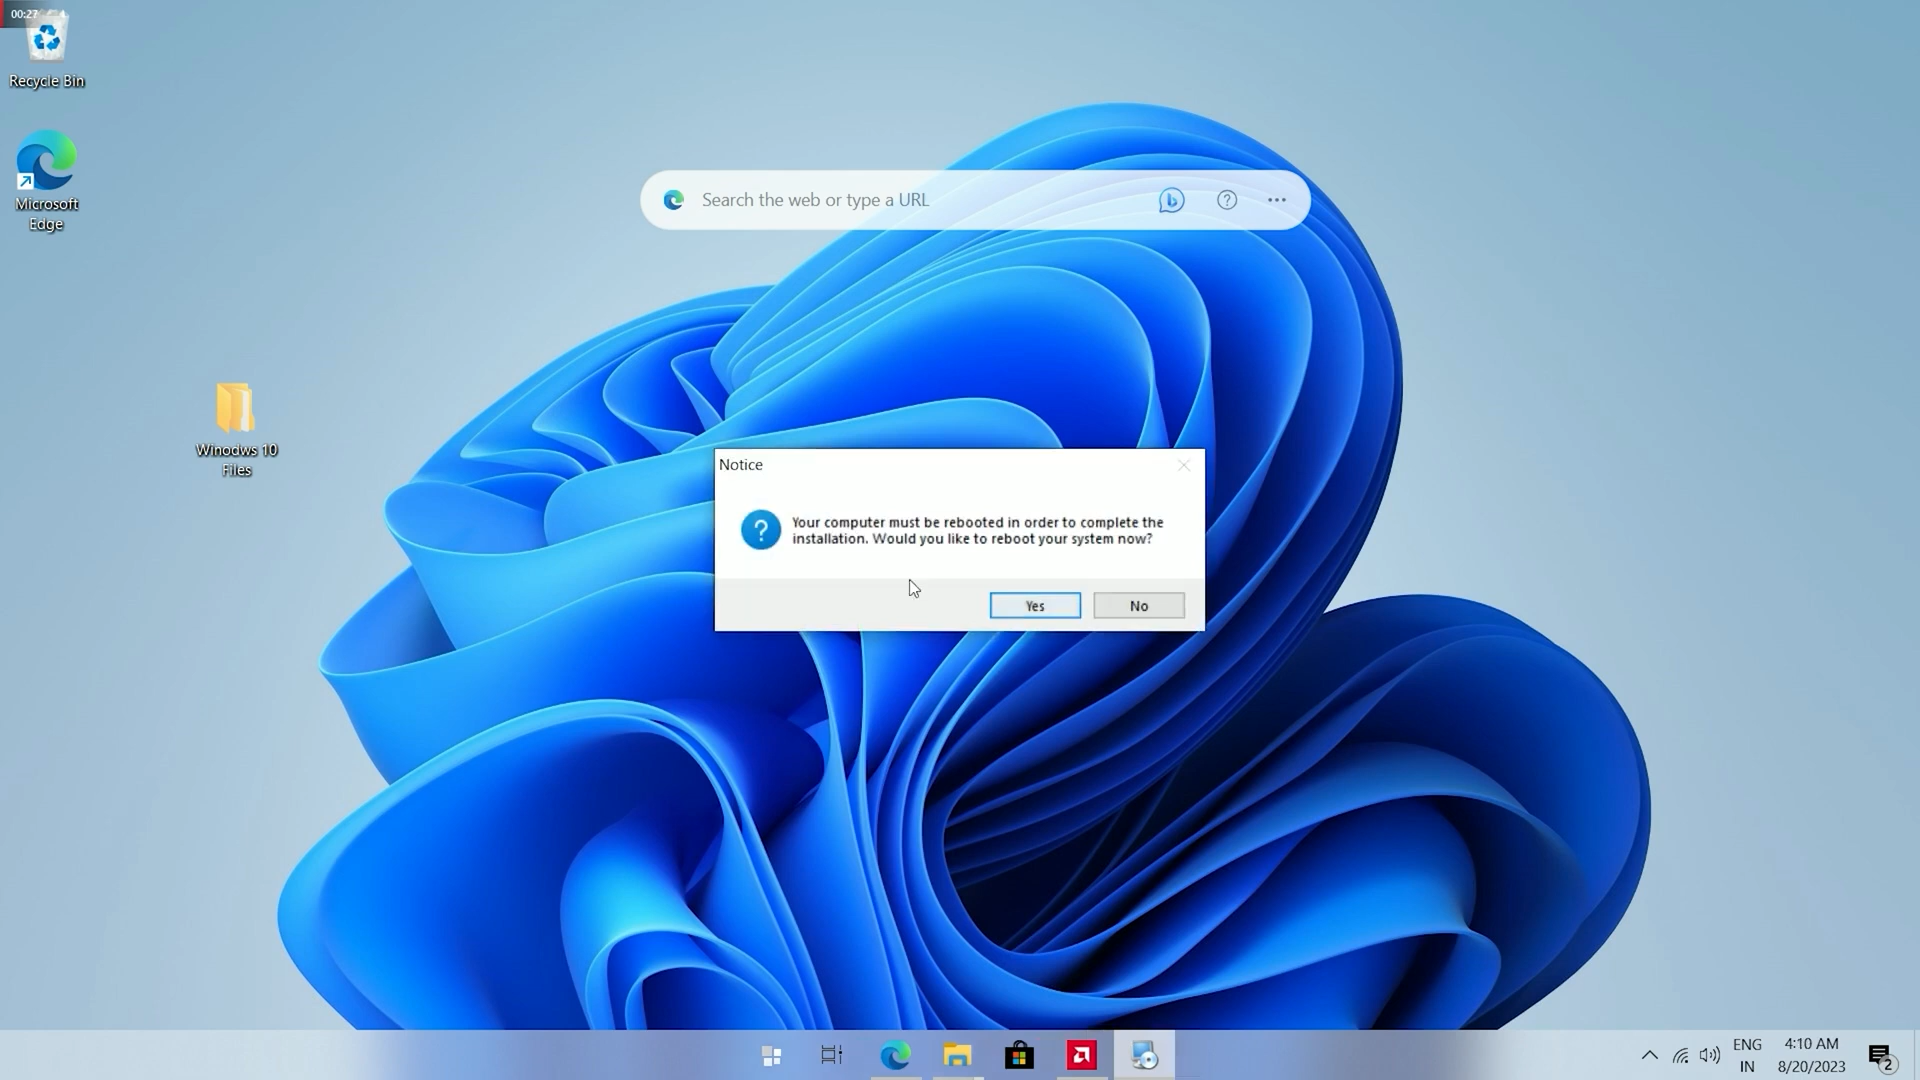 00:27
Recycle Bin
Microsoft
Edge
Search the web or type a URL
Winodws 10
Files
Notice
Your computer must be rebooted in order to complete the
installation. Would you like to reboot your system now?
Yes
No
ENG
IN
4:10 AM
8/20/2023
2